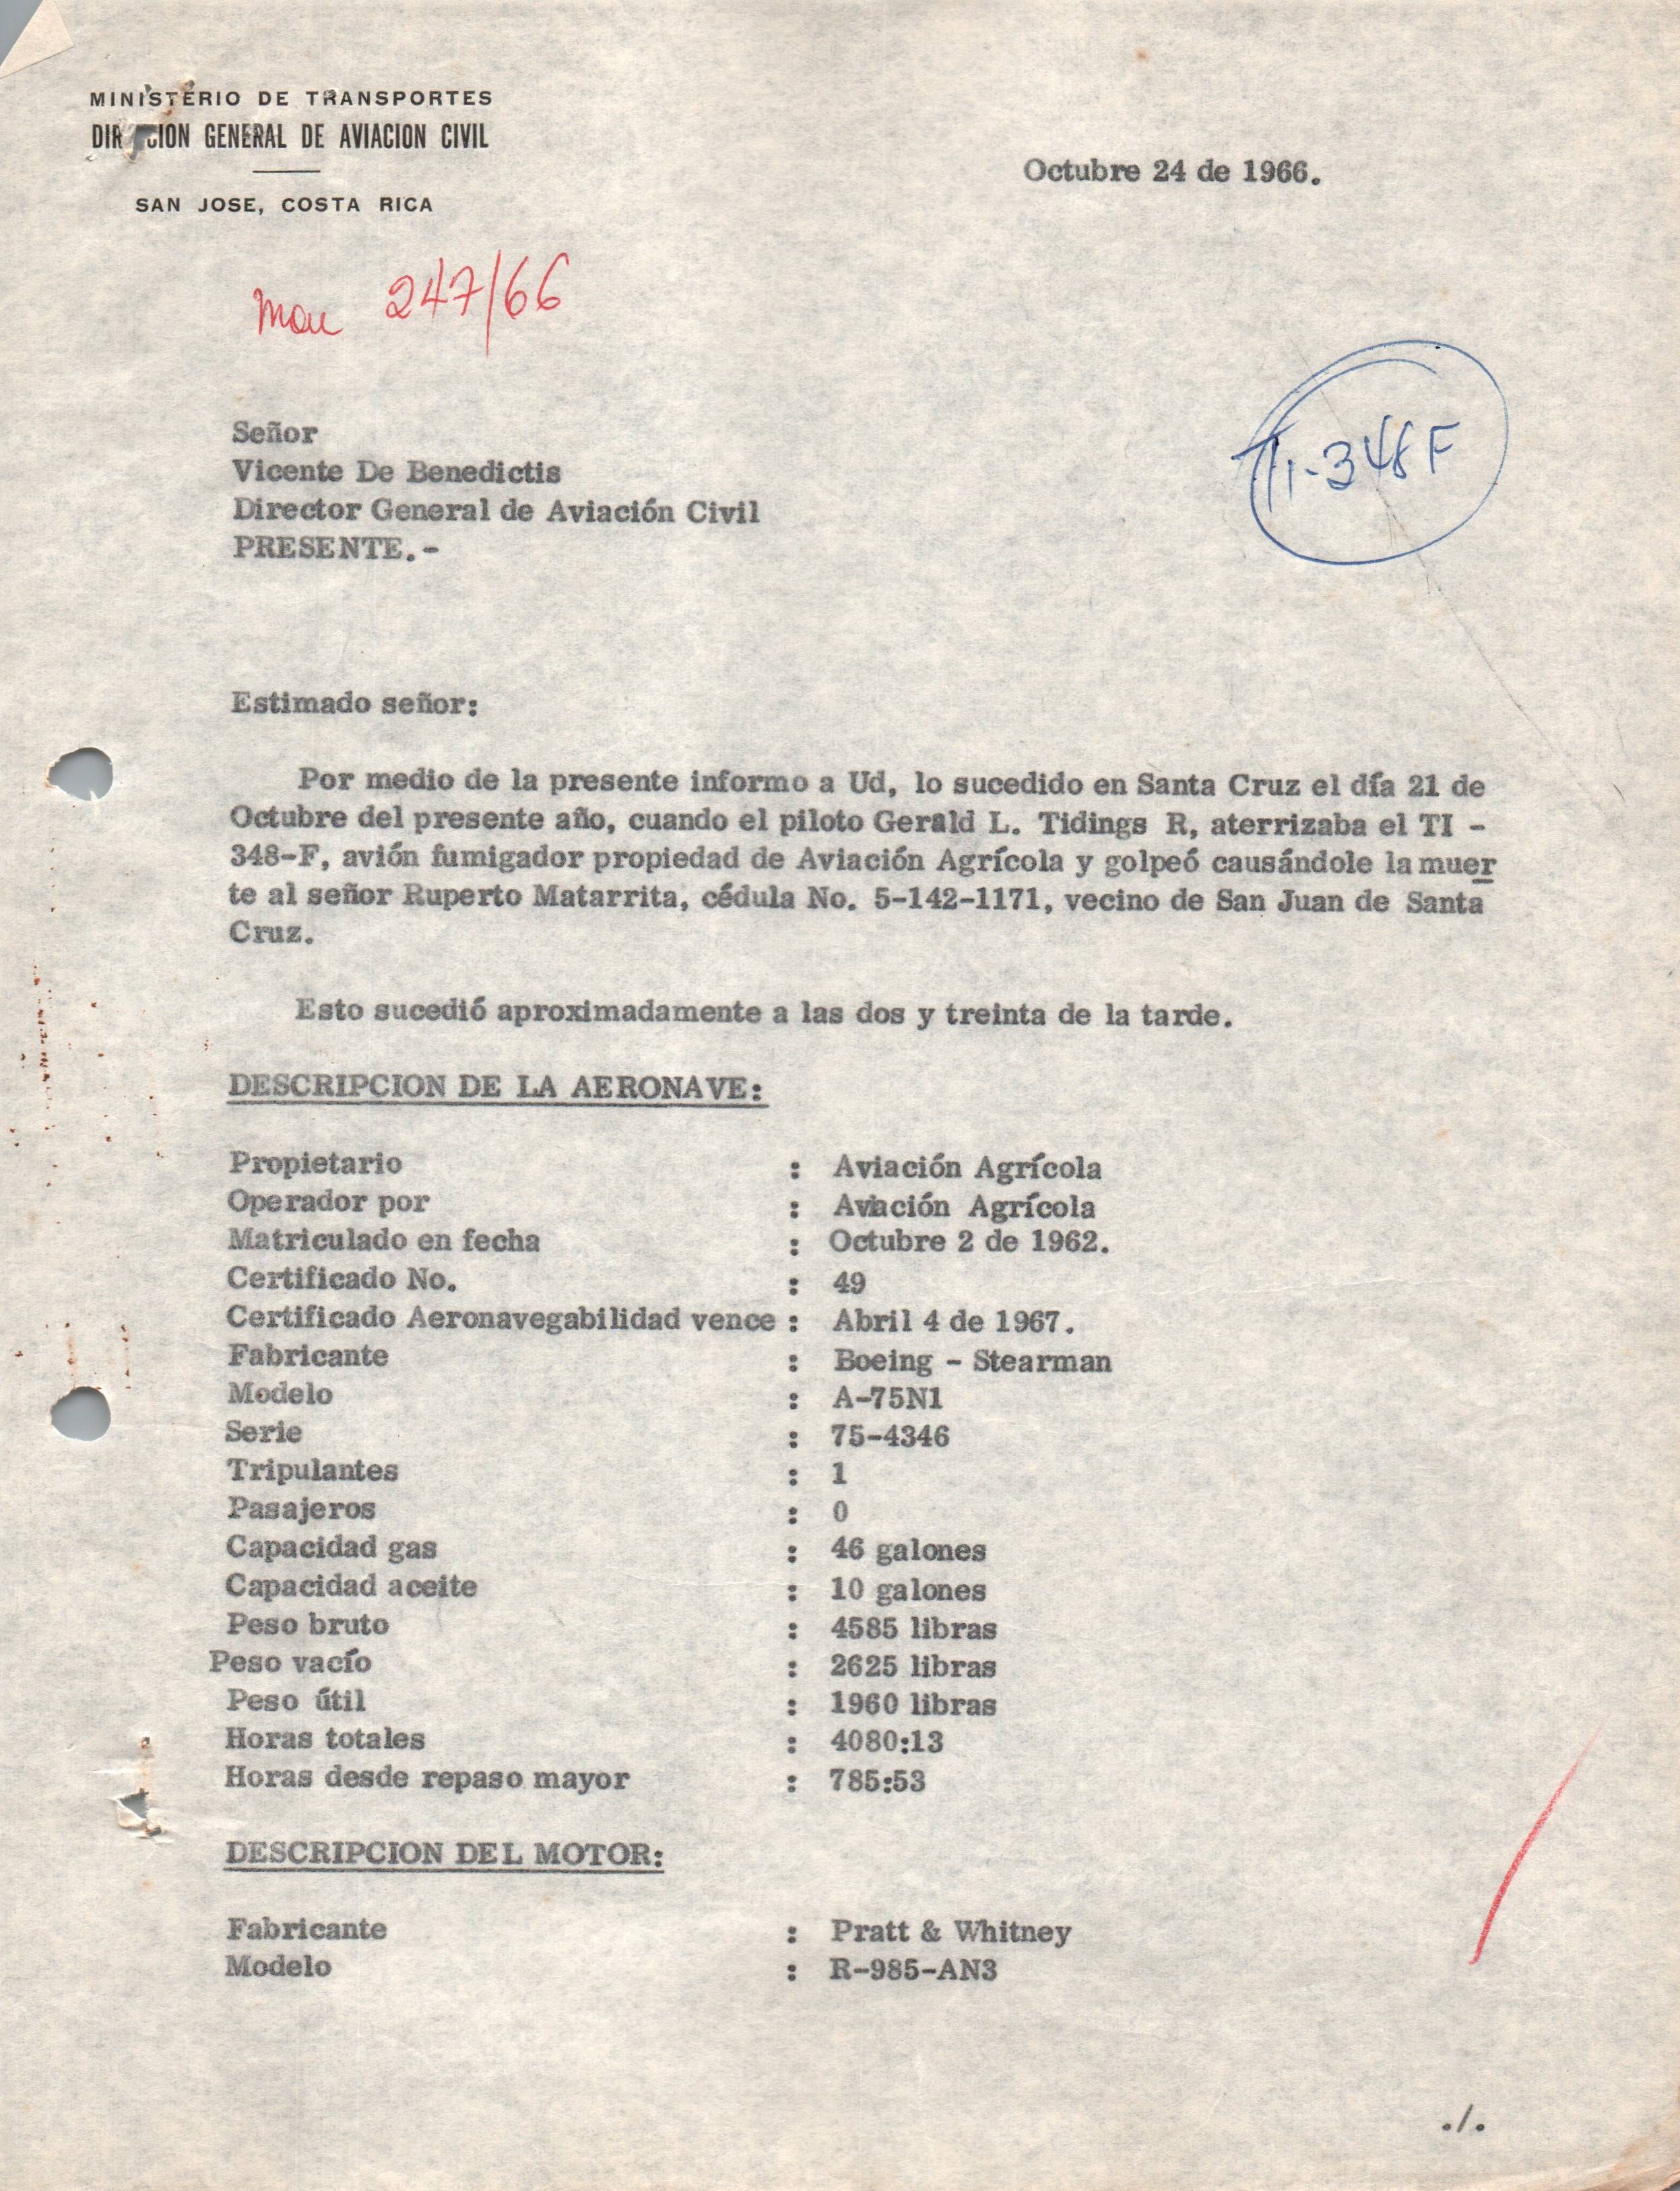 MINISTERIO DE TRANSPORTES
DIRECCION GENERAL DE AVIACION CIVIL
SAN JOSE, COSTA RICA
Octubre 24 de 1966.
247/66
TI-348F
Señor
Vicente De Benedictis
Director General de Aviación Civil
PRESENTE.-
Estimado señor:
Por medio de la presente informo a Ud, lo sucedido en Santa Cruz el día 21 de
Octubre del presente año, cuando el piloto Gerald L. Tidings R, aterrizaba el TI -
348-F, avión fumigador propiedad de Aviación Agrícola y golpeó causándole la muer
te al señor Ruperto Matarrita, cédula No. 5-142-1171, vecino de San Juan de Santa
Cruz.
Esto sucedió aproximadamente a las dos y treinta de la tarde.
DESCRIPCION DE LA AERONAVE:
Propietario : Aviación Agrícola
Operador por : Aviación Agrícola
Matriculado en fecha : Octubre 2 de 1962.
Certificado No. : 49
Certificado Aeronavegabilidad vence : Abril 4 de 1967.
Fabricante : Boeing - Stearman
Modelo : A-75N1
Serie : 75-4346
Tripulantes : 1
Pasajeros : 0
Capacidad gas : 46 galones
Capacidad aceite : 10 galones
Peso bruto : 4585 libras
Peso vacío : 2625 libras
Peso útil : 1960 libras
Horas totales : 4080:13
Horas desde repaso mayor : 785:53
DESCRIPCION DEL MOTOR:
Fabricante : Pratt & Whitney
Modelo : R-985-AN3
./.